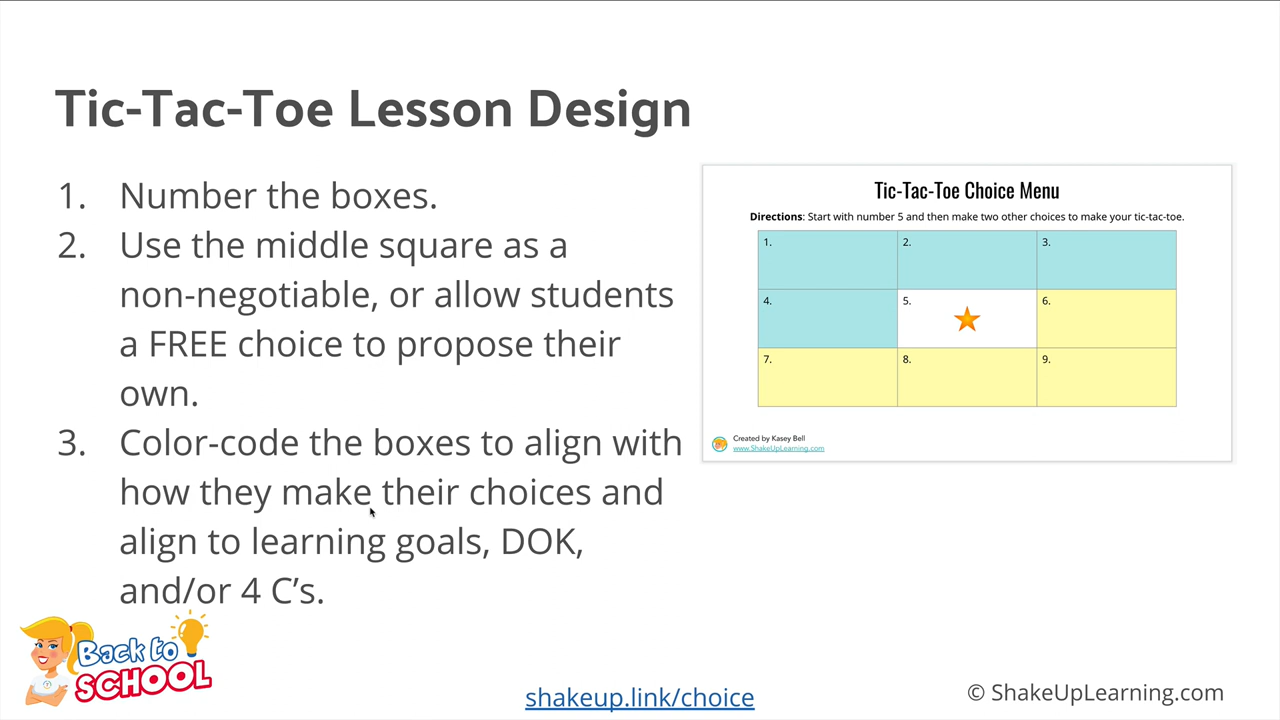 Tic-Tac-Toe Lesson Design
1. Number the boxes.
2. Use the middle square as a
non-negotiable, or allow students
a FREE choice to propose their
own.
3. Color-code the boxes to align with
how they make their choices and
align to learning goals, DOK,
and/or 4 C’s.
Tic-Tac-Toe Choice Menu
Directions: Start with number 5 and then make two other choices to make your tic-tac-toe.
1. 2. 3.
4. 5. 6.
7. 8. 9.
Created by Kasey Bell
www.ShakeUpLearning.com
Back to
SCHOOL
shakeup.link/choice
© ShakeUpLearning.com